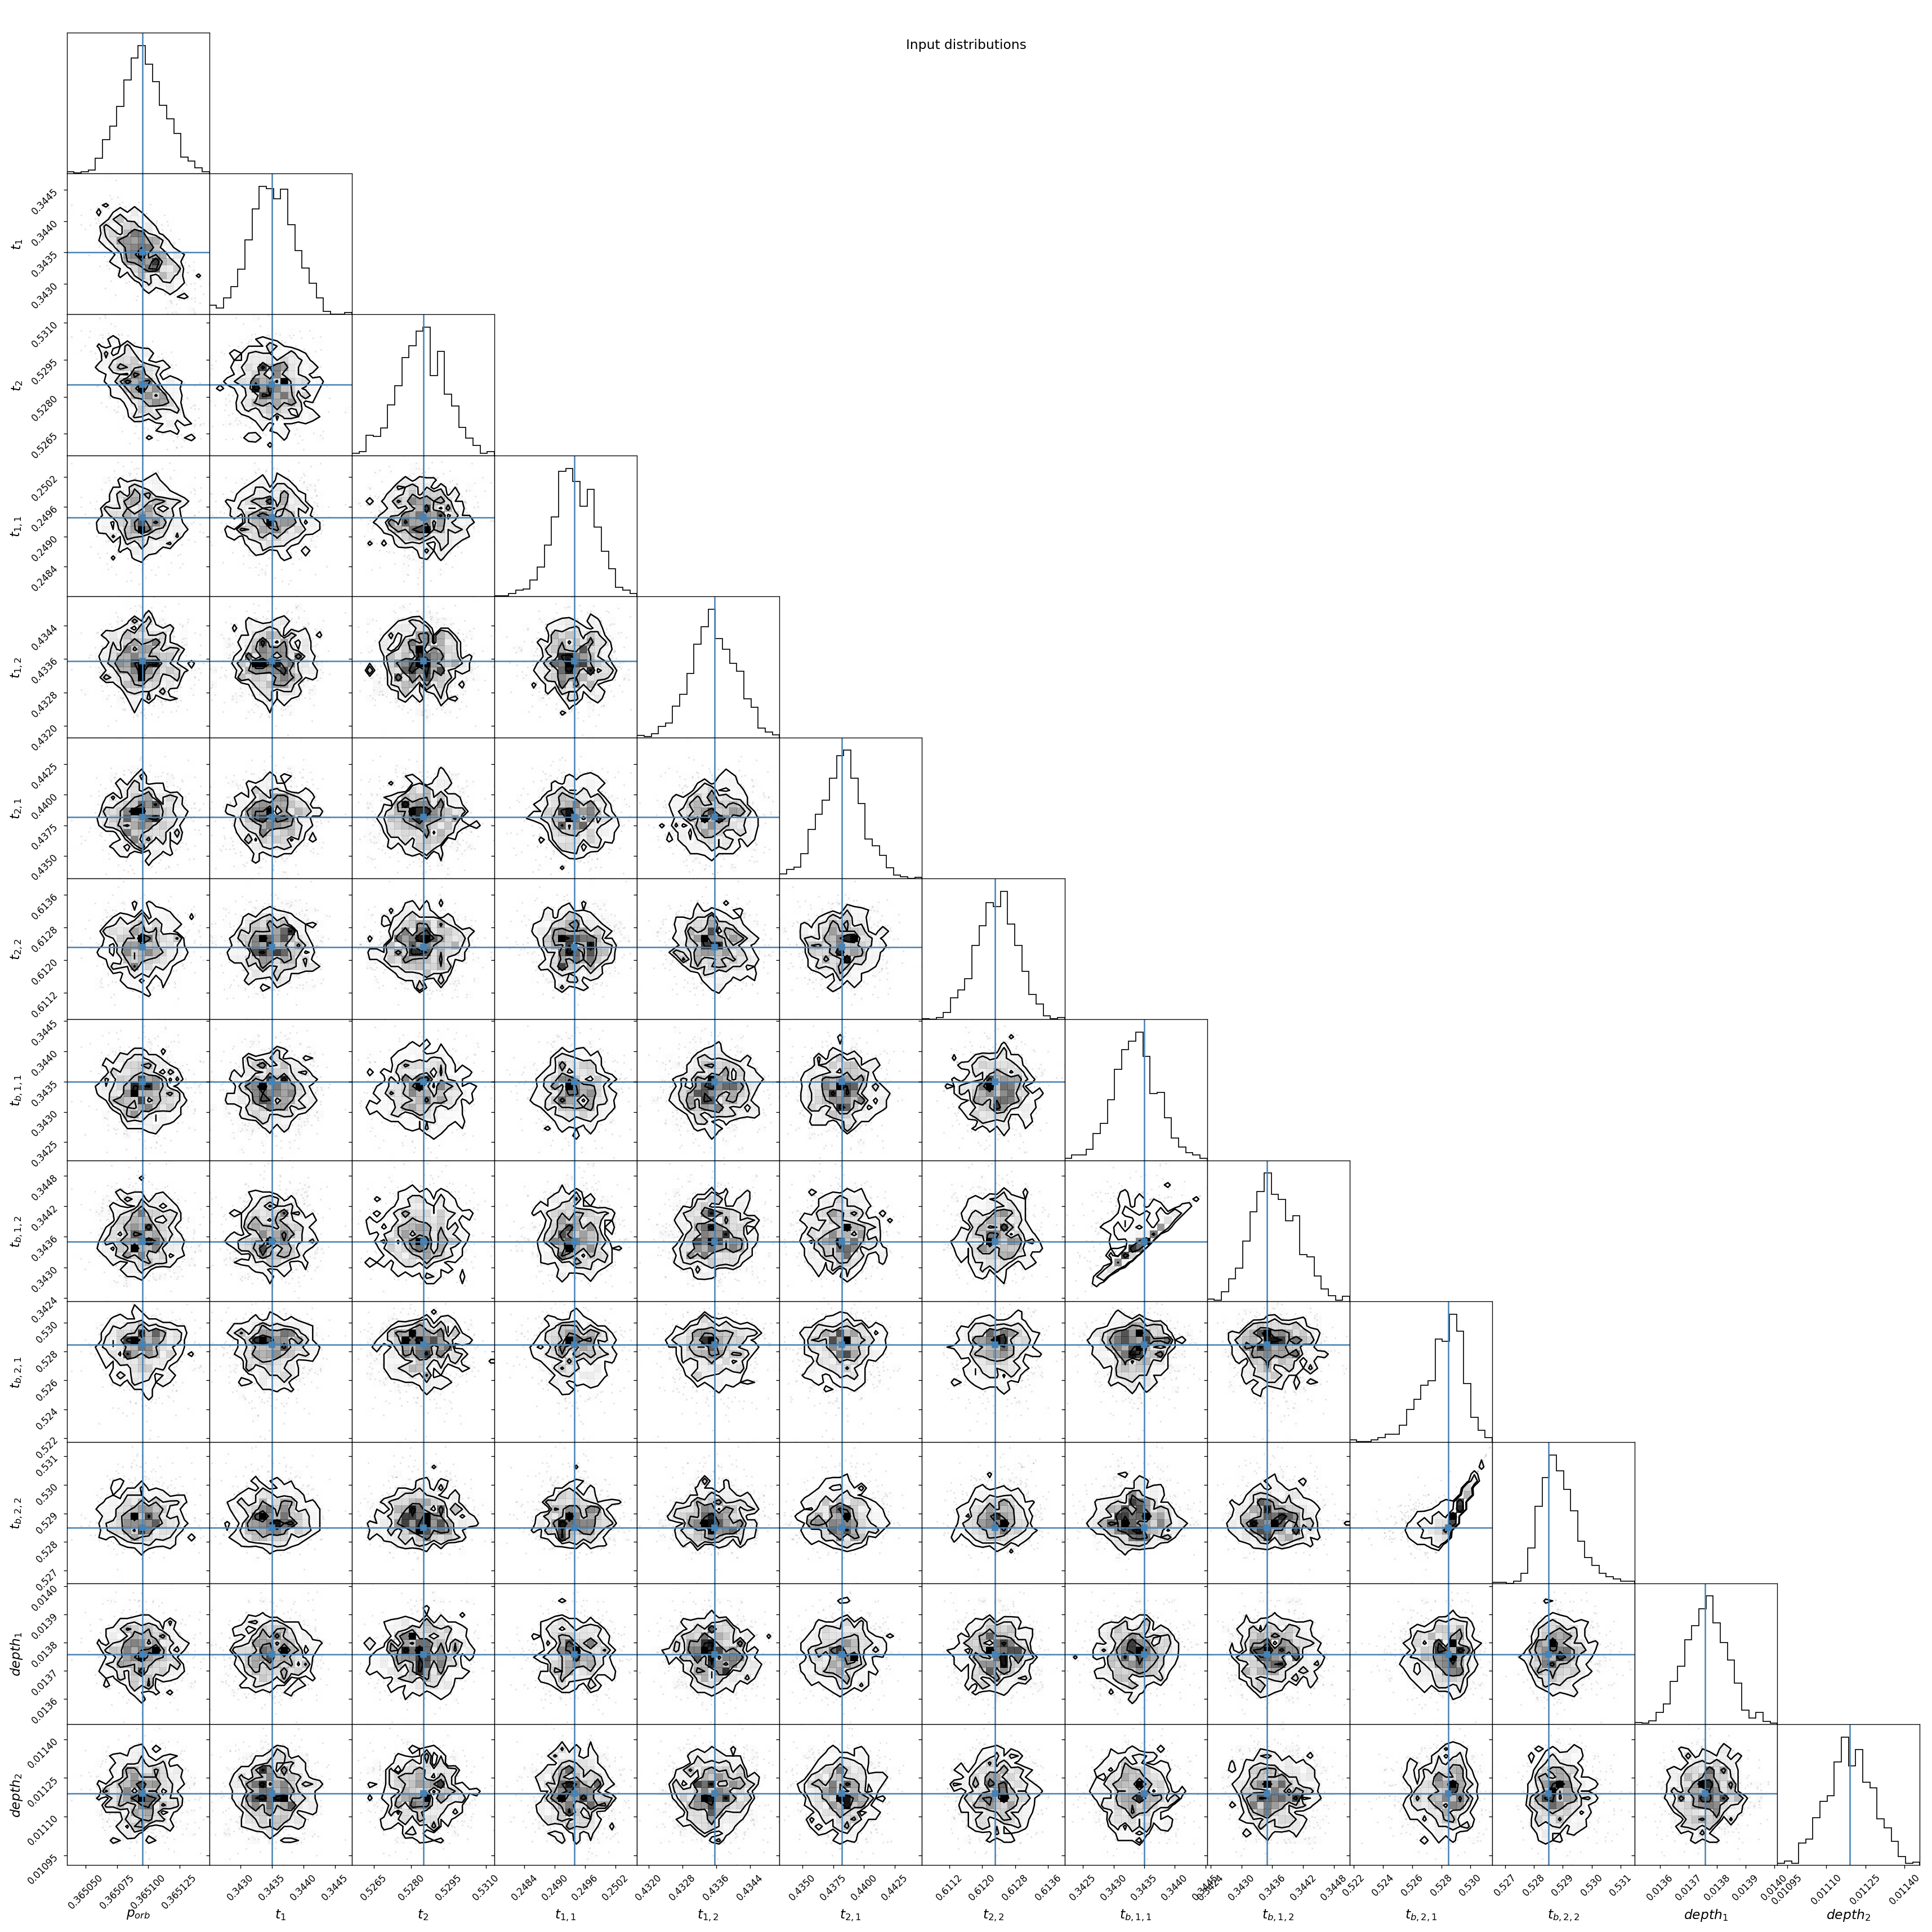 Input distributions
0.3445
0.3440
0.3435
0.3430
t1
0.5310
0.5295
0.5280
0.5265
t2
0.2502
0.2496
0.2490
0.2484
t1,1
0.4344
0.4336
0.4328
0.4320
t1,2
0.4425
0.4400
0.4375
0.4350
t2,1
0.6136
0.6128
0.6120
0.6112
t2,2
0.3445
0.3440
0.3435
0.3430
0.3425
tb,1,1
0.3448
0.3442
0.3436
0.3430
0.3424
tb,1,2
0.530
0.528
0.526
0.524
0.522
tb,2,1
0.531
0.530
0.529
0.528
0.527
tb,2,2
0.0140
0.0139
0.0138
0.0137
0.0136
depth1
0.01140
0.01125
0.01110
0.01095
depth2
0.365050 0.365075 0.365100 0.365125
porb
0.3430 0.3435 0.3440 0.3445
t1
0.5265 0.5280 0.5295 0.5310
t2
0.2484 0.2490 0.2496 0.2502
t1,1
0.4320 0.4328 0.4336 0.4344
t1,2
0.4350 0.4375 0.4400 0.4425
t2,1
0.6112 0.6120 0.6128 0.6136
t2,2
0.3425 0.3430 0.3435 0.3440 0.3445
tb,1,1
0.3424 0.3430 0.3436 0.3442 0.3448
tb,1,2
0.522 0.524 0.526 0.528 0.530
tb,2,1
0.527 0.528 0.529 0.530 0.531
tb,2,2
0.0136 0.0137 0.0138 0.0139 0.0140
depth1
0.01095 0.01110 0.01125 0.01140
depth2